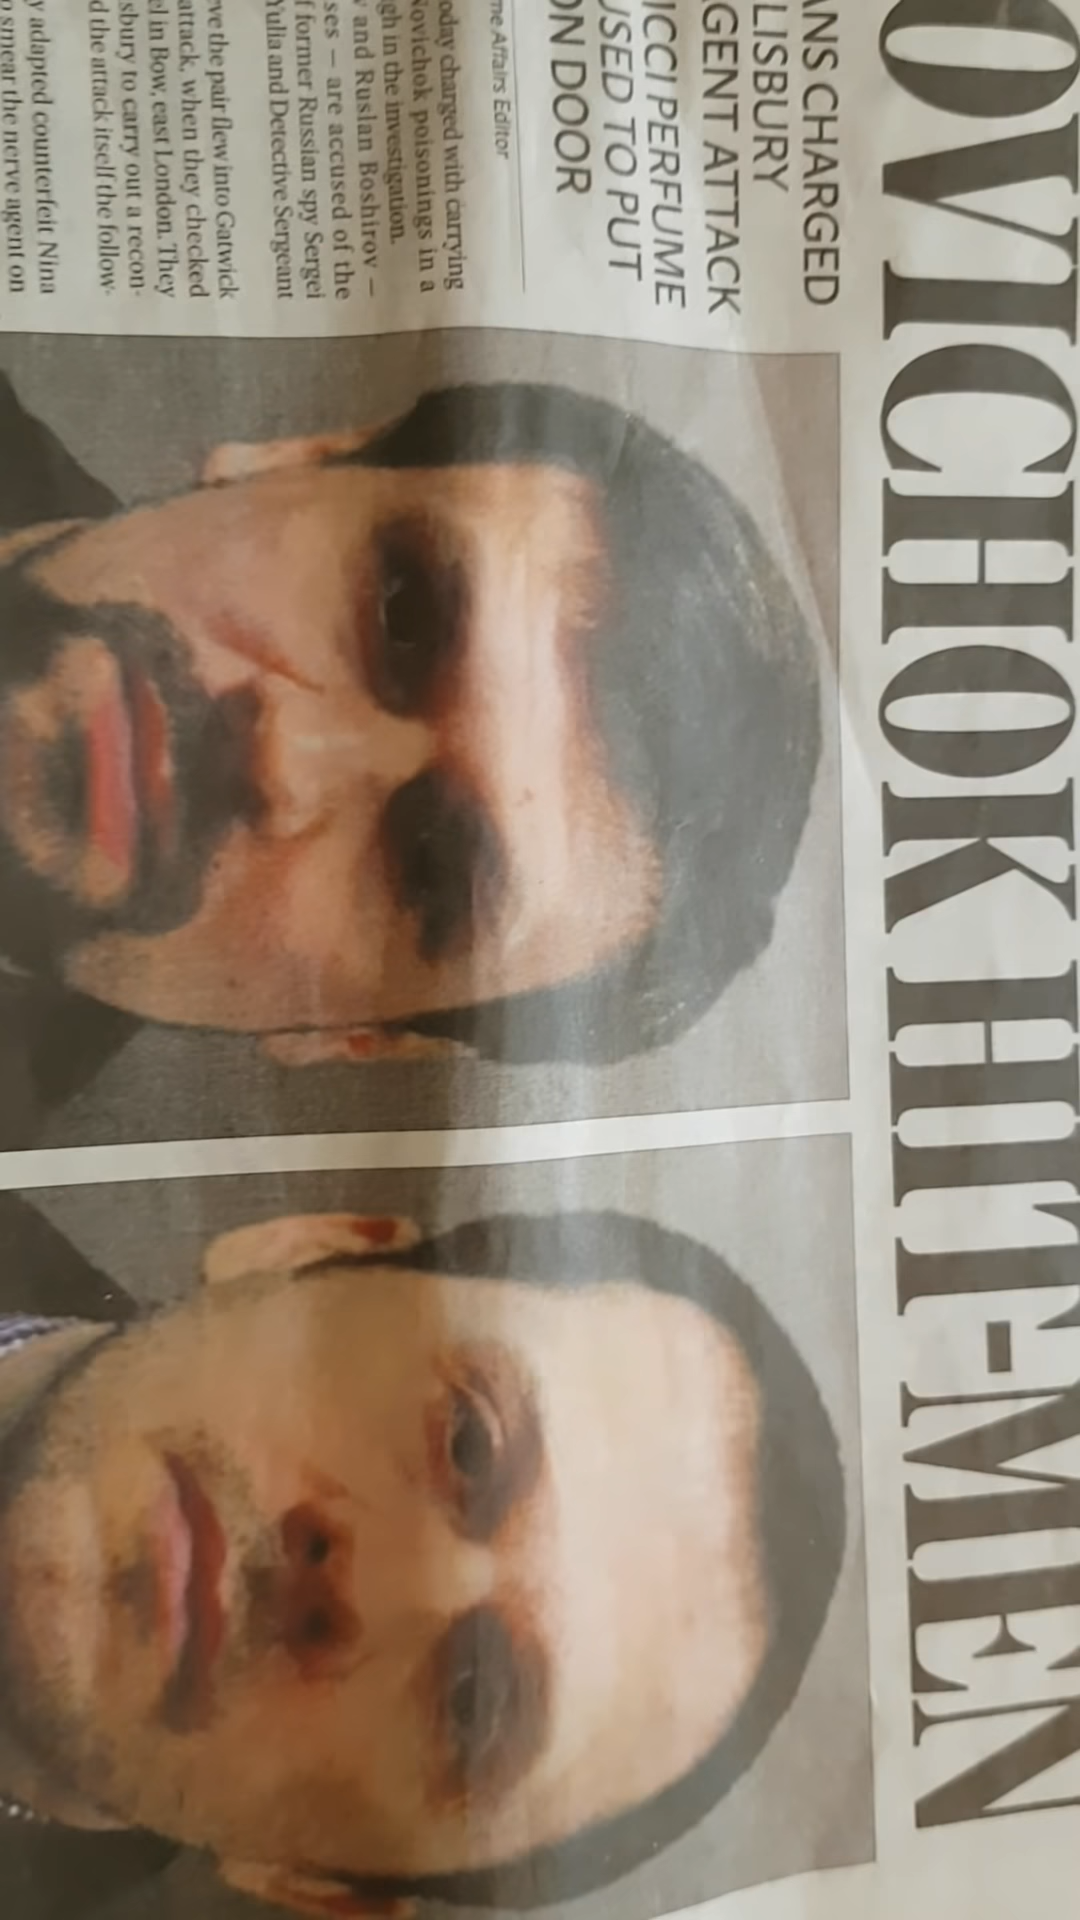 OVICHOK HIT-MEN
ANS CHARGED
LISBURY
GENT ATTACK
ICCI PERFUME
USED TO PUT
ON DOOR
me Affairs Editor
oday charged with carrying
Novichok poisonings in a
gh in the investigation.
v and Ruslan Boshirov –
ses – are accused of the
f former Russian spy Sergei
Yulia and Detective Sergeant
eve the pair flew into Gatwick
attack, when they checked
el in Bow, east London. They
sbury to carry out a recon-
d the attack itself the follow-
y adapted counterfeit Nina
o smear the nerve agent on